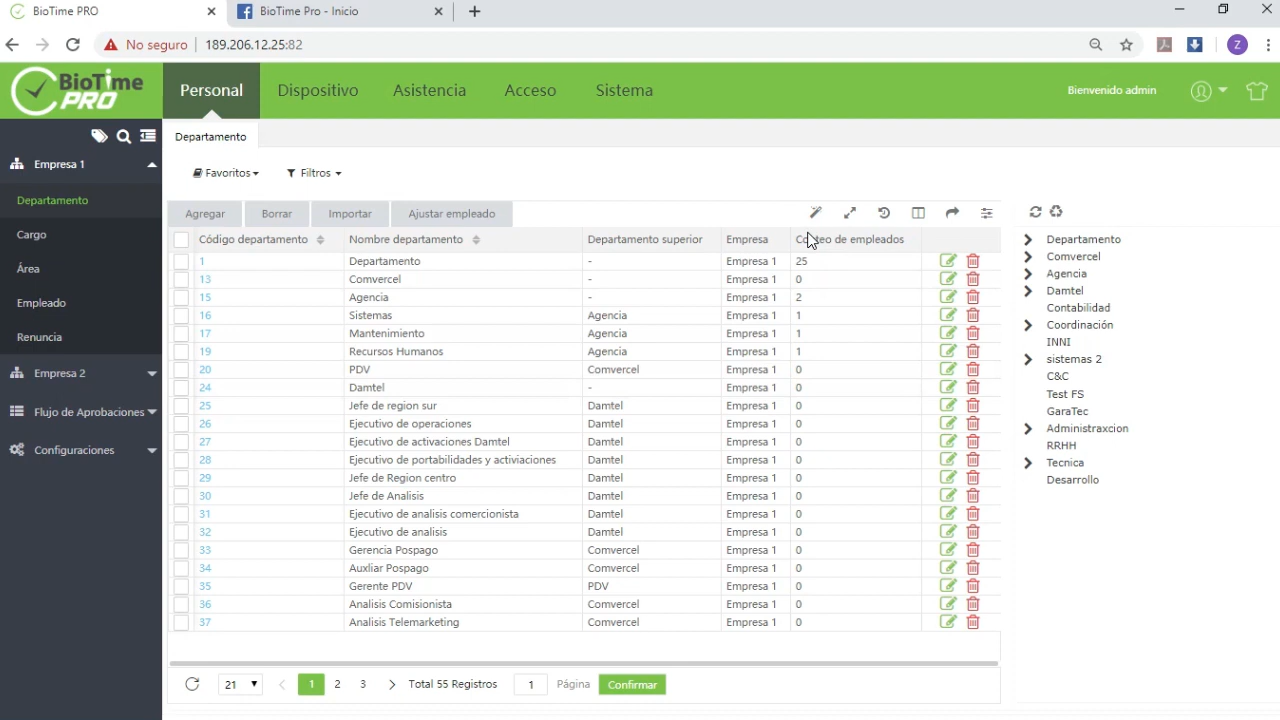 BioTime PRO
BioTime Pro - Inicio
No seguro
189.206.12.25:82
Z
BioTime PRO
Personal
Dispositivo
Asistencia
Acceso
Sistema
Bienvenido admin
Departamento
Empresa 1
Favoritos
Filtros
Departamento
Cargo
Área
Empleado
Renuncia
Empresa 2
Flujo de Aprobaciones
Configuraciones
Agregar Borrar Importar Ajustar empleado
Código departamento Nombre departamento Departamento superior Empresa de empleados
1 Departamento - Empresa 1 25
13 Comvercel - Empresa 1 0
15 Agencia - Empresa 1 2
16 Sistemas Agencia Empresa 1 1
17 Mantenimiento Agencia Empresa 1 1
19 Recursos Humanos Agencia Empresa 1 1
20 PDV Comvercel Empresa 1 0
24 Damtel - Empresa 1 0
25 Jefe de region sur Damtel Empresa 1 0
26 Ejecutivo de operaciones Damtel Empresa 1 0
27 Ejecutivo de activaciones Damtel Damtel Empresa 1 0
28 Ejecutivo de portabilidades y activiaciones Damtel Empresa 1 0
29 Jefe de Region centro Damtel Empresa 1 0
30 Jefe de Analisis Damtel Empresa 1 0
31 Ejecutivo de analisis comercionista Damtel Empresa 1 0
32 Ejecutivo de analisis Damtel Empresa 1 0
33 Gerencia Pospago Comvercel Empresa 1 0
34 Auxliar Pospago Comvercel Empresa 1 0
35 Gerente PDV PDV Empresa 1 0
36 Analisis Comisionista Comvercel Empresa 1 0
37 Analisis Telemarketing Comvercel Empresa 1 0
21
1 2 3
Total 55 Registros
1
Página
Confirmar
Departamento
Comvercel
Agencia
Damtel
Contabilidad
Coordinación
INNI
sistemas 2
C&C
Test FS
GaraTec
Administraxcion
RRHH
Tecnica
Desarrollo